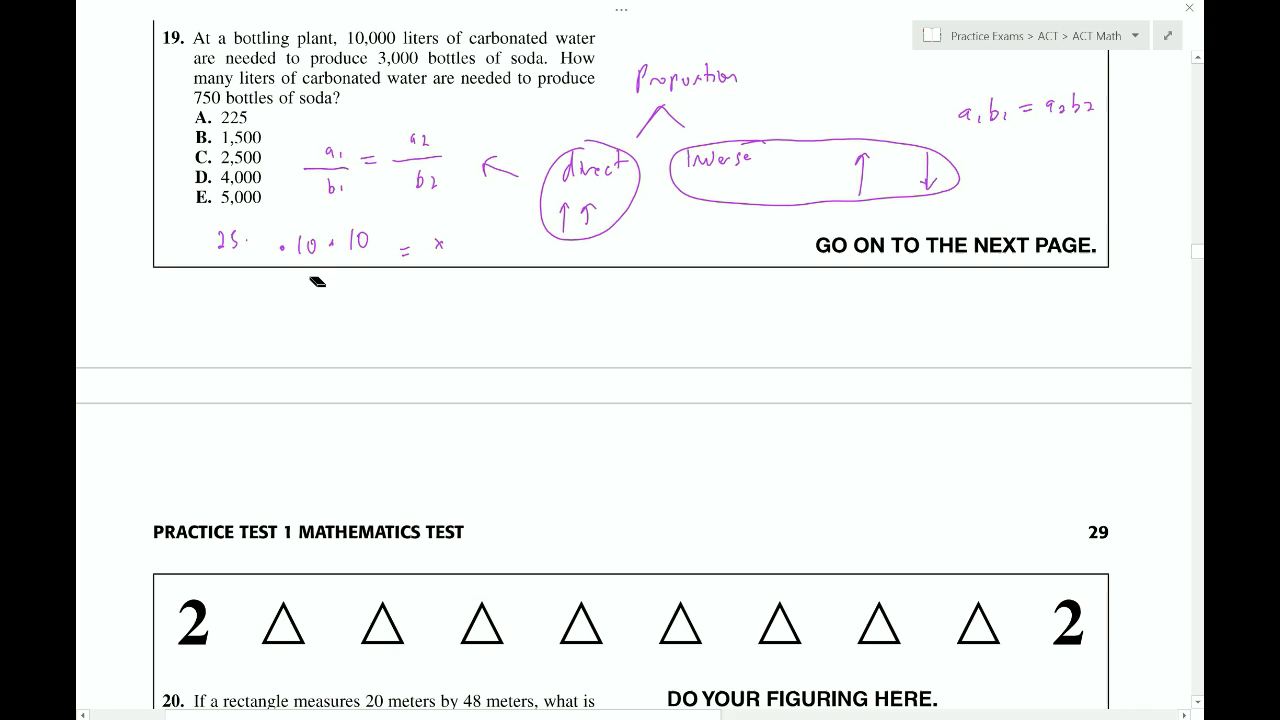 Practice Exams > ACT > ACT Math
19. At a bottling plant, 10,000 liters of carbonated water
are needed to produce 3,000 bottles of soda. How
many liters of carbonated water are needed to produce
750 bottles of soda?
A. 225
B. 1,500
C. 2,500
D. 4,000
E. 5,000
Proportion
direct
Inverse
a₁b₁ = a₂b₂
a₁/b₁ = a₂/b₂
25 . • 10 • 10 = x
GO ON TO THE NEXT PAGE.
PRACTICE TEST 1 MATHEMATICS TEST 29
2 2
20. If a rectangle measures 20 meters by 48 meters, what is
DO YOUR FIGURING HERE.